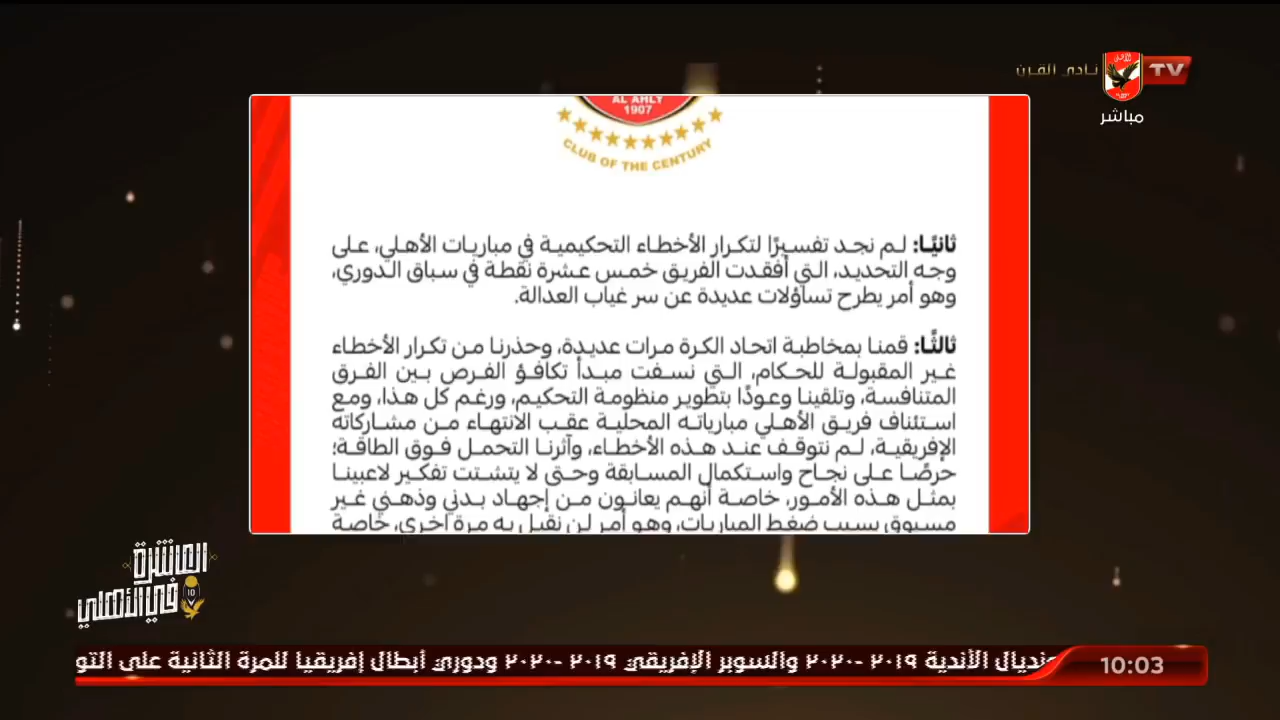 نادي القرن
TV
مباشر
AL AHLY
1907
CLUB OF THE CENTURY
ثانيًا: لم نجد تفسيرًا لتكرار الأخطاء التحكيمية في مباريات الأهلي، على
وجه التحديد، التي أفقدت الفريق خمس عشرة نقطة في سباق الدوري،
وهو أمر يطرح تساؤلات عديدة عن سر غياب العدالة.
ثالثًا: قمنا بمخاطبة اتحاد الكرة مرات عديدة، وحذرنا من تكرار الأخطاء
غير المقبولة للحكام، التي نسفت مبدأ تكافؤ الفرص بين الفرق
المتنافسة، وتلقينا وعودًا بتطوير منظومة التحكيم، ورغم كل هذا، ومع
استئناف فريق الأهلي مبارياته المحلية عقب الانتهاء من مشاركاته
الإفريقية، لم نتوقف عند هذه الأخطاء، وآثرنا التحمل فوق الطاقة؛
حرصًا على نجاح واستكمال المسابقة وحتى لا يتشتت تفكير لاعبينا
بمثل هذه الأمور، خاصة أنهم يعانون من إجهاد بدني وذهني غير
مسبوق بسبب ضغط المباريات، وهو أمر لن نقبل به مرة اخرى، خاصة
العاشرة
10
في الأهلي
ونديال الأندية ٢٠١٩ -٢٠٢٠ والسوبر الإفريقي ٢٠١٩ -٢٠٢٠ ودوري أبطال إفريقيا للمرة الثانية على التو
10:03